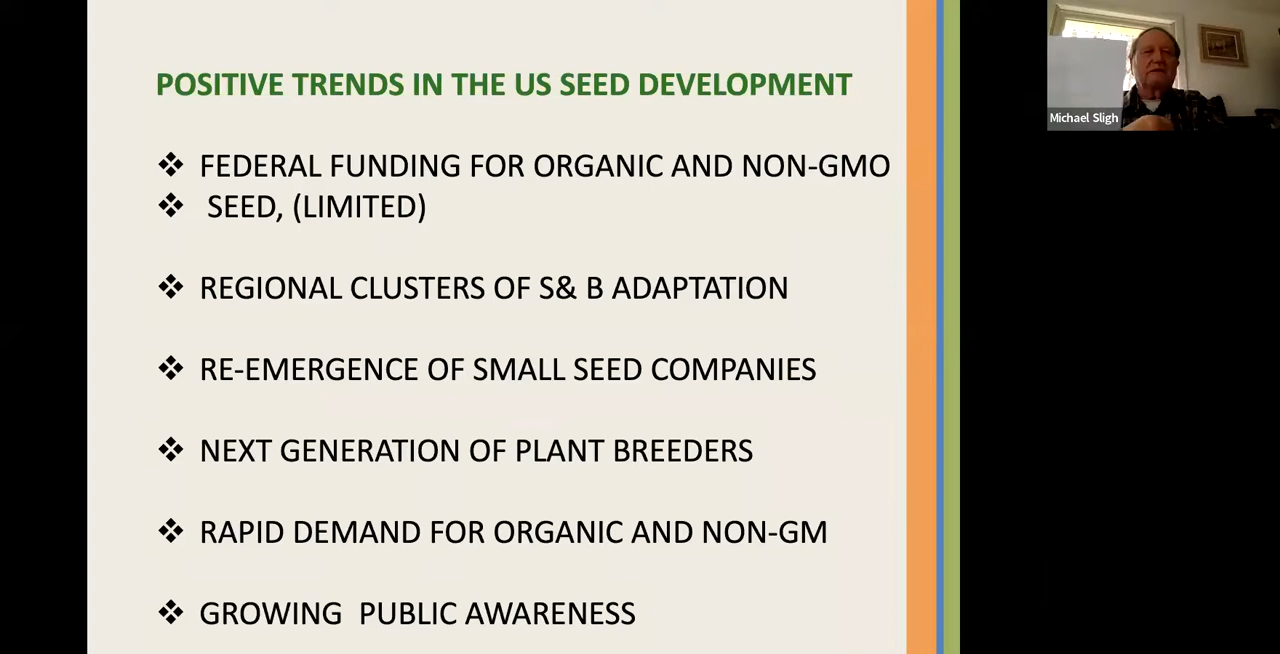 POSITIVE TRENDS IN THE US SEED DEVELOPMENT
❖ FEDERAL FUNDING FOR ORGANIC AND NON-GMO
❖ SEED, (LIMITED)
❖ REGIONAL CLUSTERS OF S& B ADAPTATION
❖ RE-EMERGENCE OF SMALL SEED COMPANIES
❖ NEXT GENERATION OF PLANT BREEDERS
❖ RAPID DEMAND FOR ORGANIC AND NON-GM
❖ GROWING  PUBLIC AWARENESS
Michael Sligh